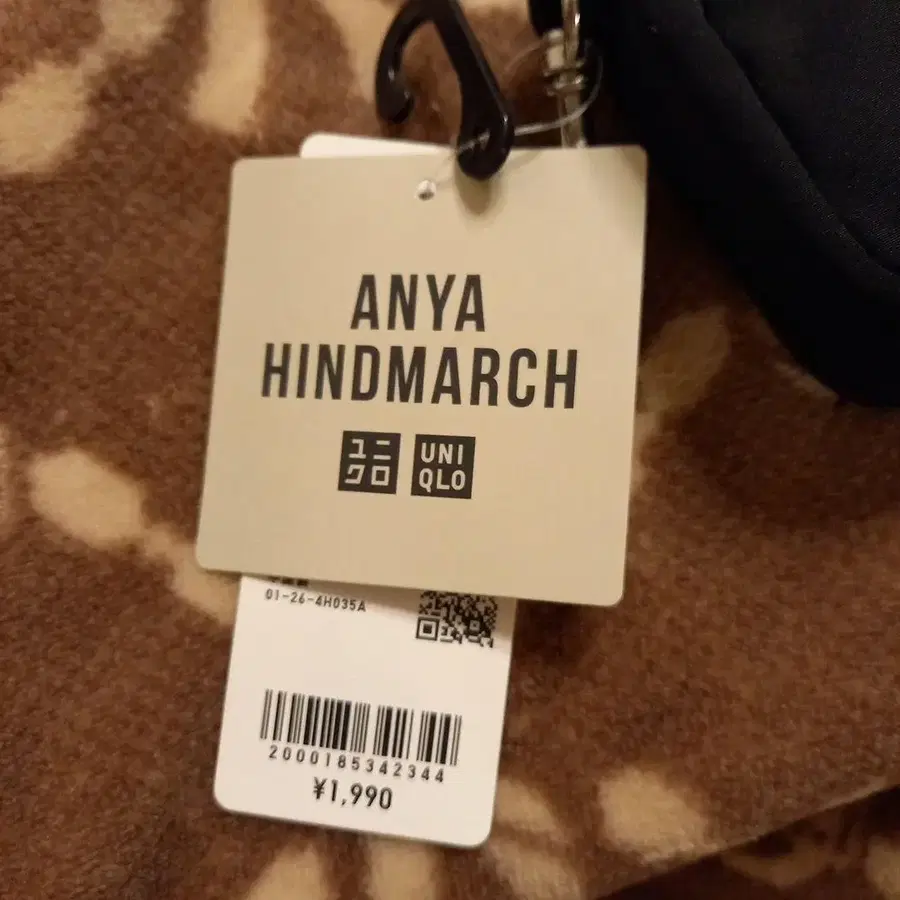 ANYA
HINDMARCH
ユニ UNI
クロ QLO
01-26-4H035A
2000185342344
¥1,990